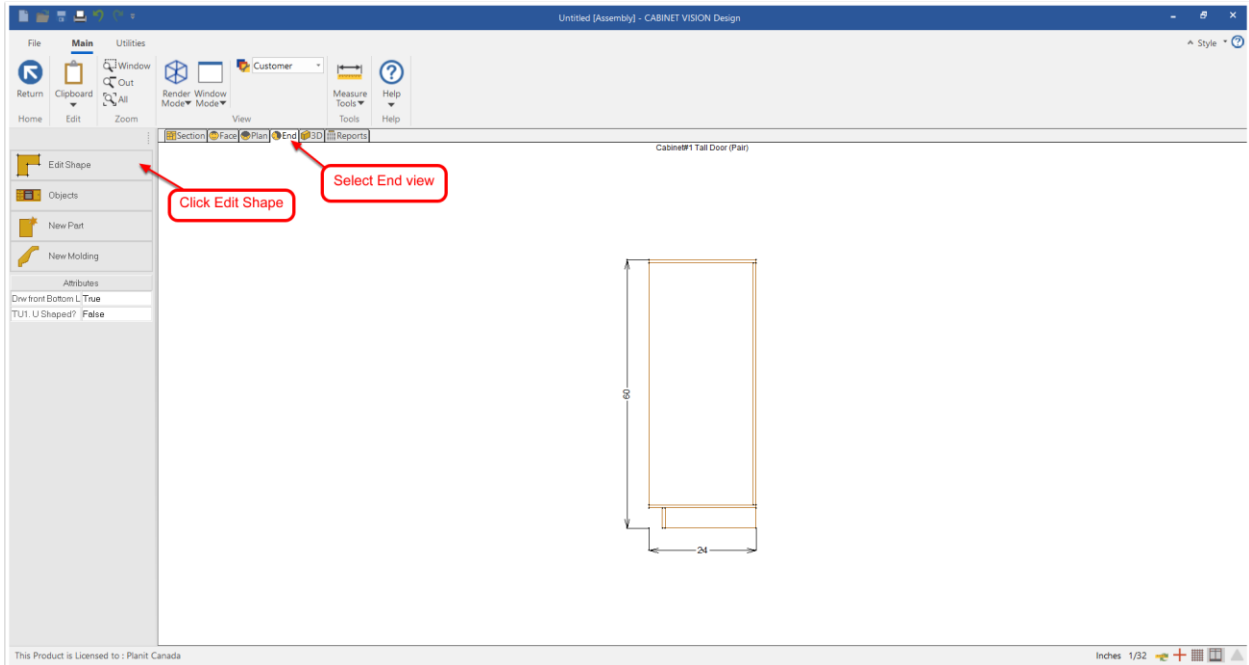 Untitled [Assembly] - CABINET VISION Design
File Main Utilities
Style
Window
Out
All
Customer
Return Clipboard
Render Window
Mode Mode
Measure
Tools
Help
Home Edit Zoom View Tools Help
Section Face Plan End 3D Reports
Cabinet#1 Tall Door (Pair)
Edit Shape
Select End view
Click Edit Shape
Objects
New Part
New Molding
Attributes
Drw front Bottom L True
TU1. U Shaped? False
60
24
This Product is Licensed to : Planit Canada
Inches 1/32